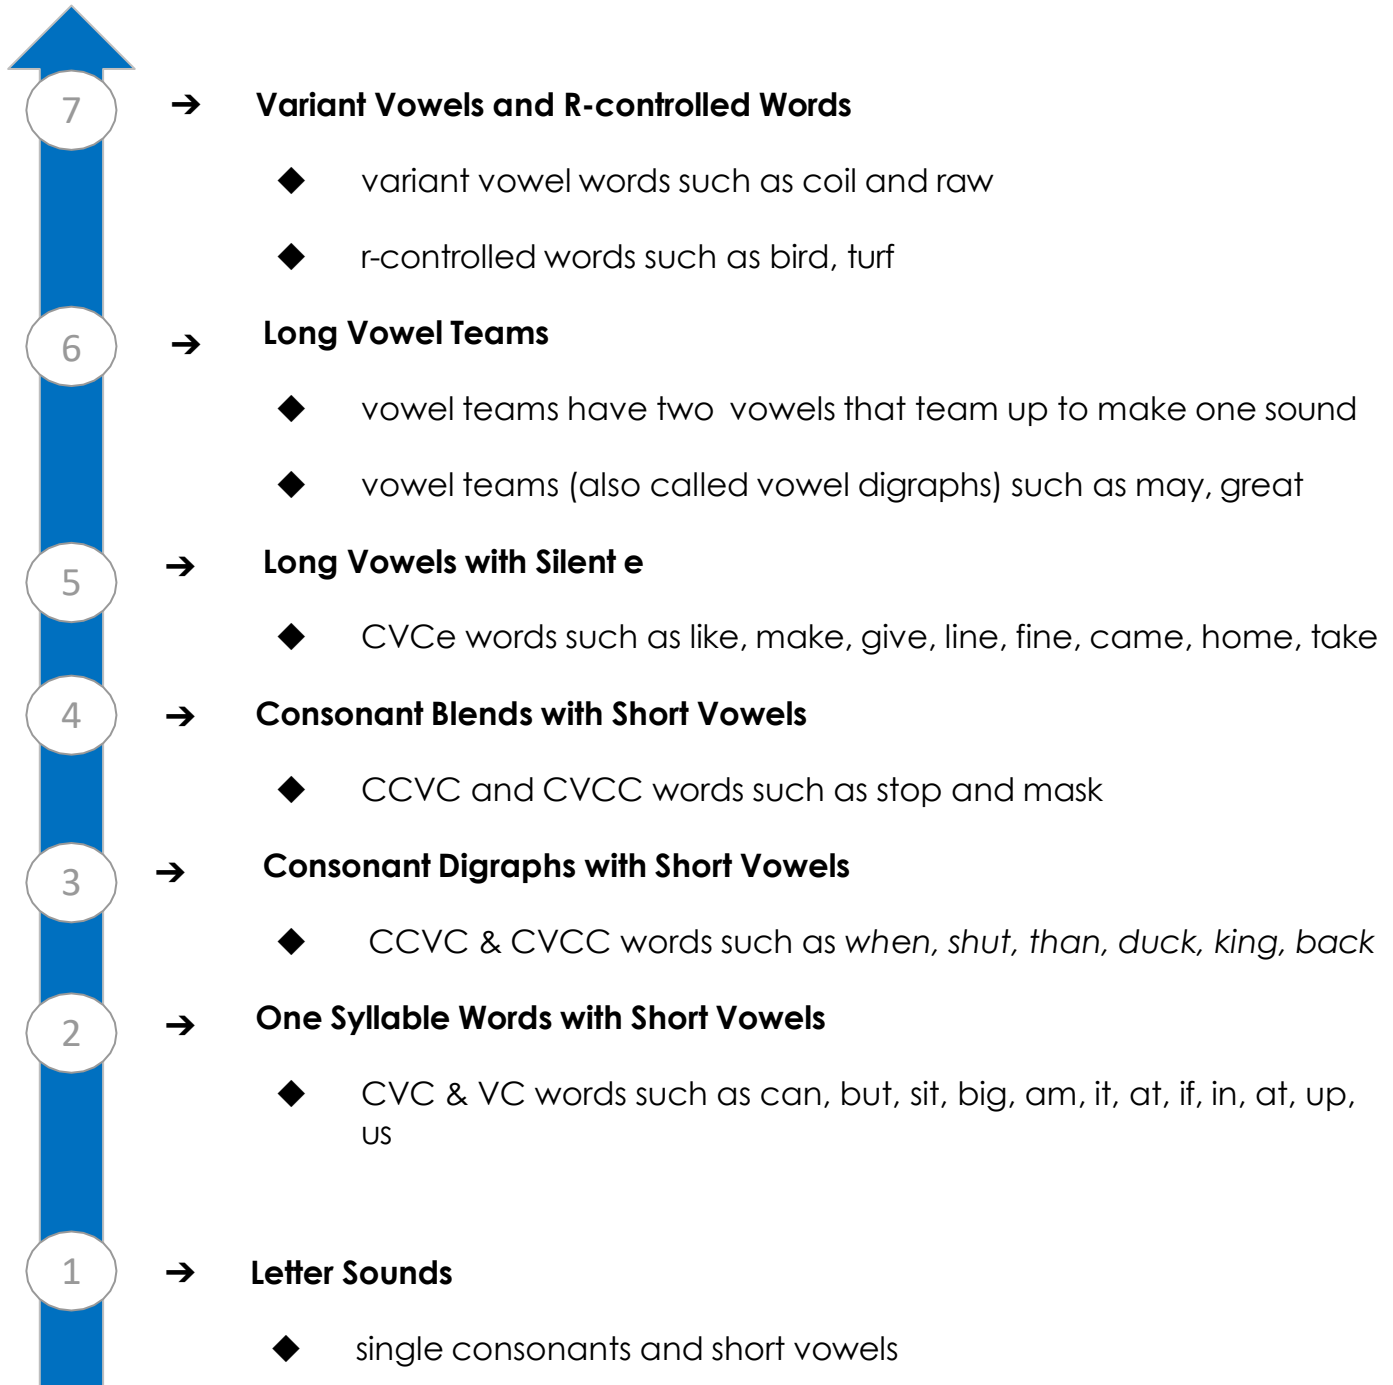 7 ➔ Variant Vowels and R-controlled Words
◆ variant vowel words such as coil and raw
◆ r-controlled words such as bird, turf
6 ➔ Long Vowel Teams
◆ vowel teams have two vowels that team up to make one sound
◆ vowel teams (also called vowel digraphs) such as may, great
5 ➔ Long Vowels with Silent e
◆ CVCe words such as like, make, give, line, fine, came, home, take
4 ➔ Consonant Blends with Short Vowels
◆ CCVC and CVCC words such as stop and mask
3 ➔ Consonant Digraphs with Short Vowels
◆ CCVC & CVCC words such as when, shut, than, duck, king, back
2 ➔ One Syllable Words with Short Vowels
◆ CVC & VC words such as can, but, sit, big, am, it, at, if, in, at, up,
us
1 ➔ Letter Sounds
◆ single consonants and short vowels